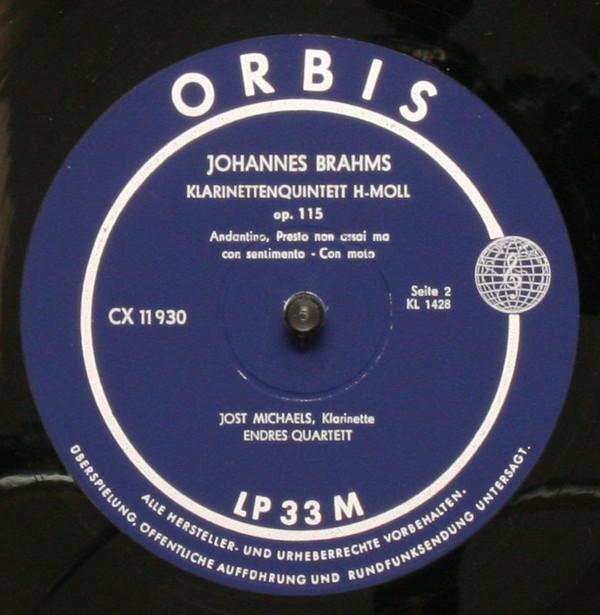 ORBIS
JOHANNES BRAHMS
KLARINETTENQUINTETT H-MOLL
op. 115
Andantino, Presto non assai ma
con sentimento - Con moto
Seite 2
KL 1428
CX 11930
JOST MICHAELS, Klarinette
ENDRES-QUARTETT
LP 33 M
ALLE HERSTELLER- UND URHEBERRECHTE VORBEHALTEN.
ÜBERSPIELUNG, ÖFFENTLICHE AUFFÜHRUNG UND RUNDFUNKSENDUNG UNTERSAGT.